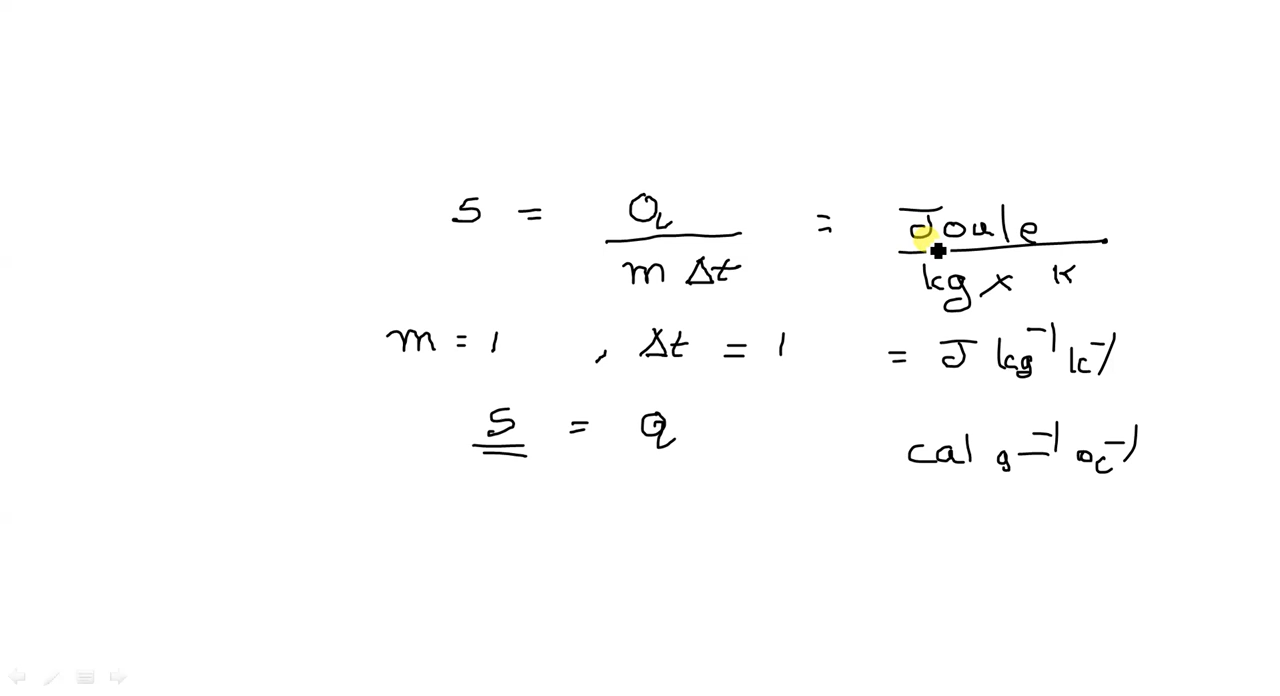 S = Q / m Δt = Joule / kg × K
m = 1 , Δt = 1 = J kg⁻¹ K⁻¹
S = Q
cal g⁻¹ °C⁻¹